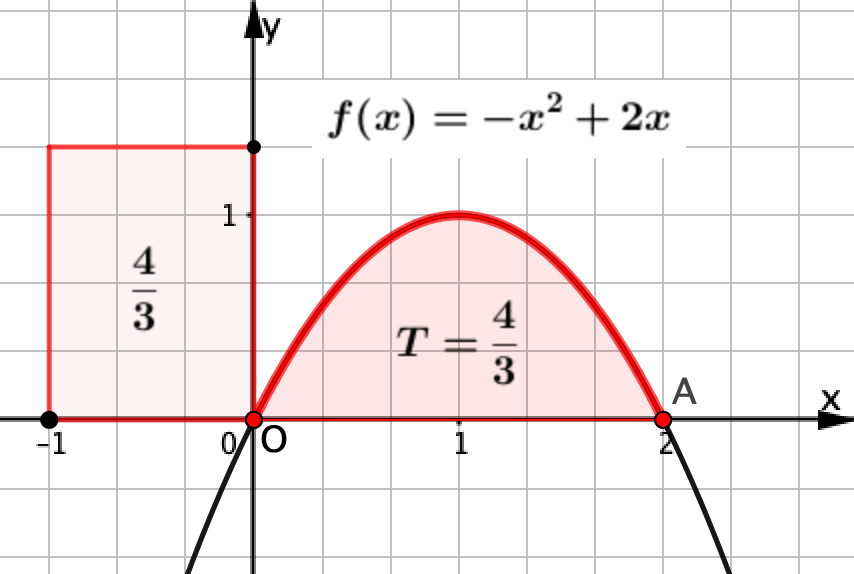 y
f(x) = −x² + 2x
1
4/3
T = 4/3
A
x
-1
0
O
1
2